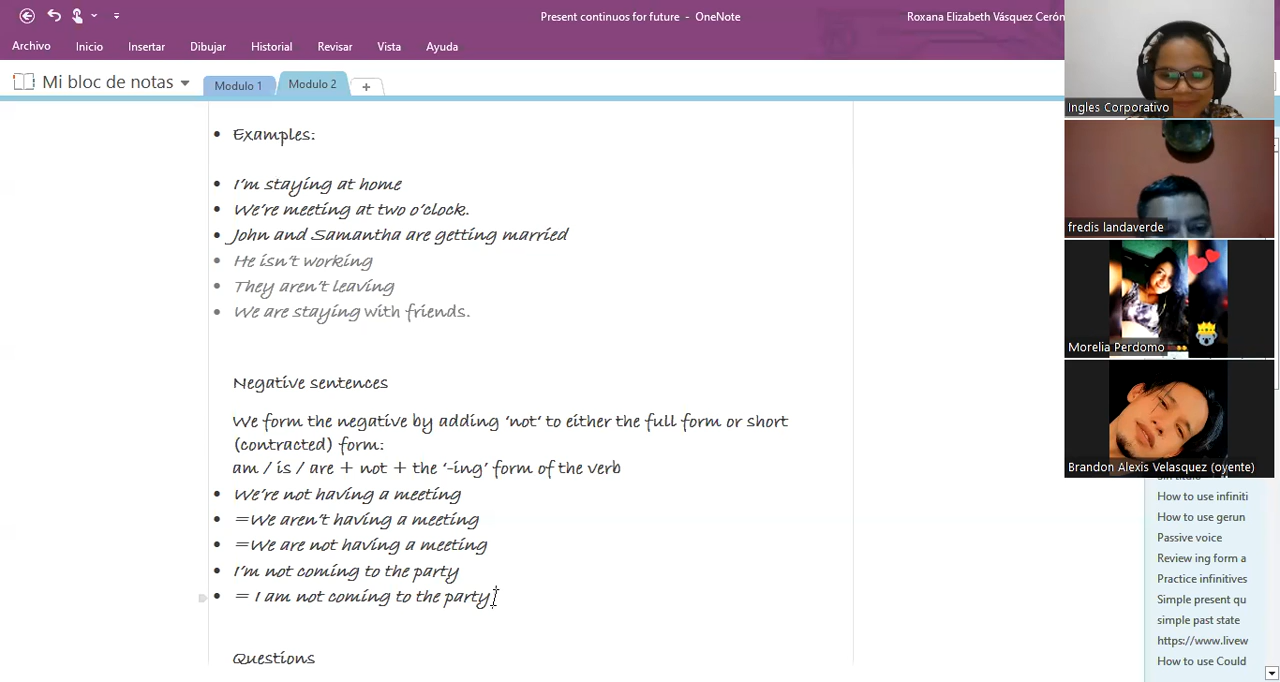 Present continuos for future - OneNote
Roxana Elizabeth Vásquez Cerón
Archivo Inicio Insertar Dibujar Historial Revisar Vista Ayuda
Mi bloc de notas Modulo 1 Modulo 2 +
• Examples:
• I'm staying at home
• We're meeting at two o'clock.
• John and Samantha are getting married
• He isn't working
• They aren't leaving
• We are staying with friends.
Negative sentences
We form the negative by adding 'not' to either the full form or short
(contracted) form:
am / is / are + not + the '-ing' form of the verb
• We're not having a meeting
• =We aren't having a meeting
• =We are not having a meeting
• I'm not coming to the party
• = I am not coming to the party
Questions
Ingles Corporativo
fredis landaverde
Morelia Perdomo
Brandon Alexis Velasquez (oyente)
How to use infiniti
How to use gerun
Passive voice
Review ing form a
Practice infinitives
Simple present qu
simple past state
https://www.livew
How to use Could